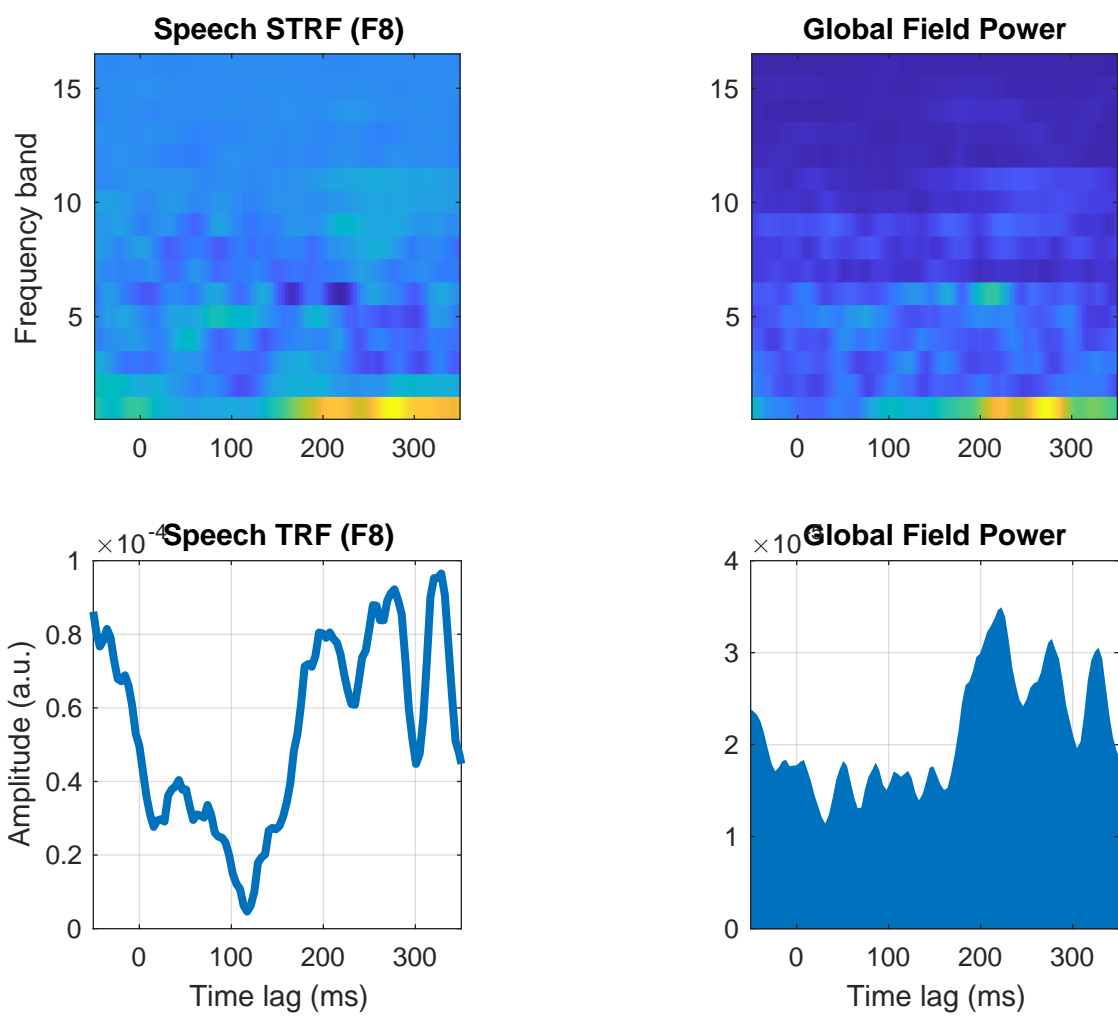 Speech STRF (F8)
Frequency band
15
10
5
0 100 200 300
Global Field Power
15
10
5
0 100 200 300
Speech TRF (F8)
×10-4
Amplitude (a.u.)
1
0.8
0.6
0.4
0.2
0
0 100 200 300
Time lag (ms)
Global Field Power
×10-5
4
3
2
1
0
0 100 200 300
Time lag (ms)